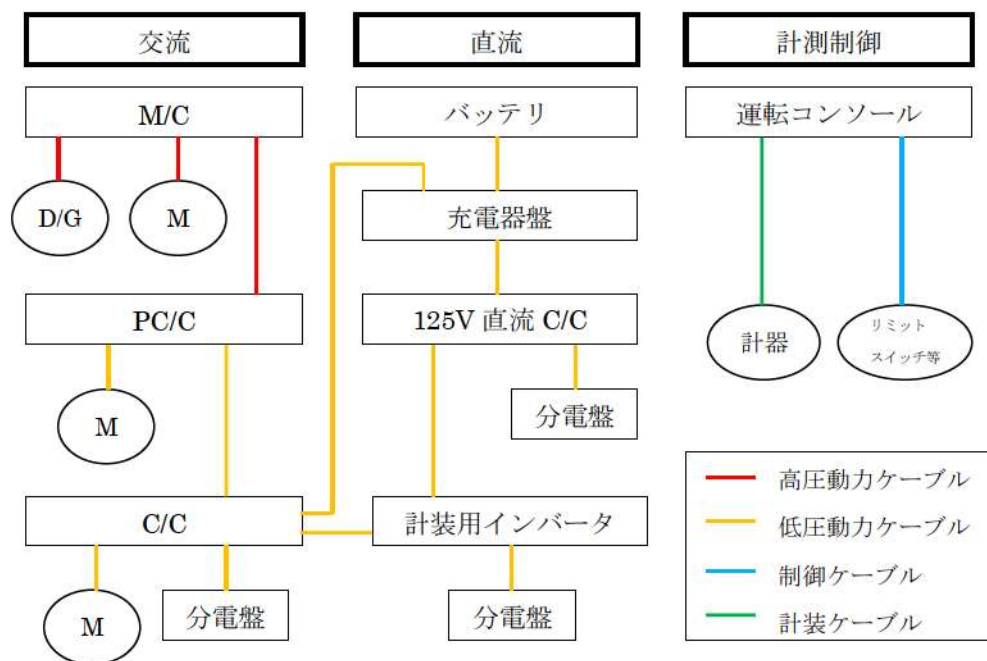 交流
直流
計測制御
M/C
バッテリ
運転コンソール
D/G
M
充電器盤
PC/C
125V 直流 C/C
計器
リミット
スイッチ等
M
分電盤
C/C
計装用インバータ
M
分電盤
分電盤
高圧動力ケーブル
低圧動力ケーブル
制御ケーブル
計装ケーブル